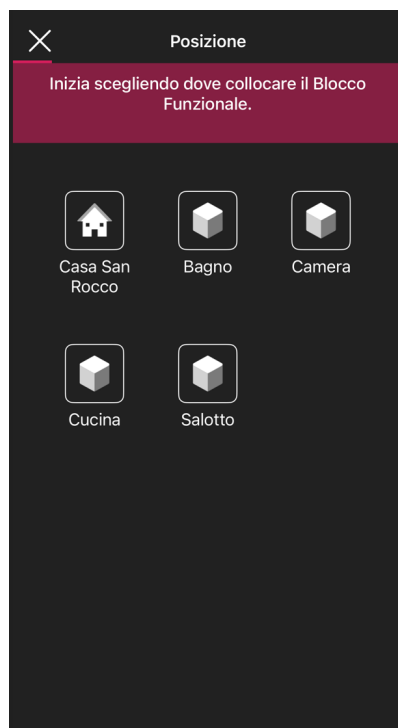 Posizione
Inizia scegliendo dove collocare il Blocco
Funzionale.
Casa San
Rocco
Bagno
Camera
Cucina
Salotto